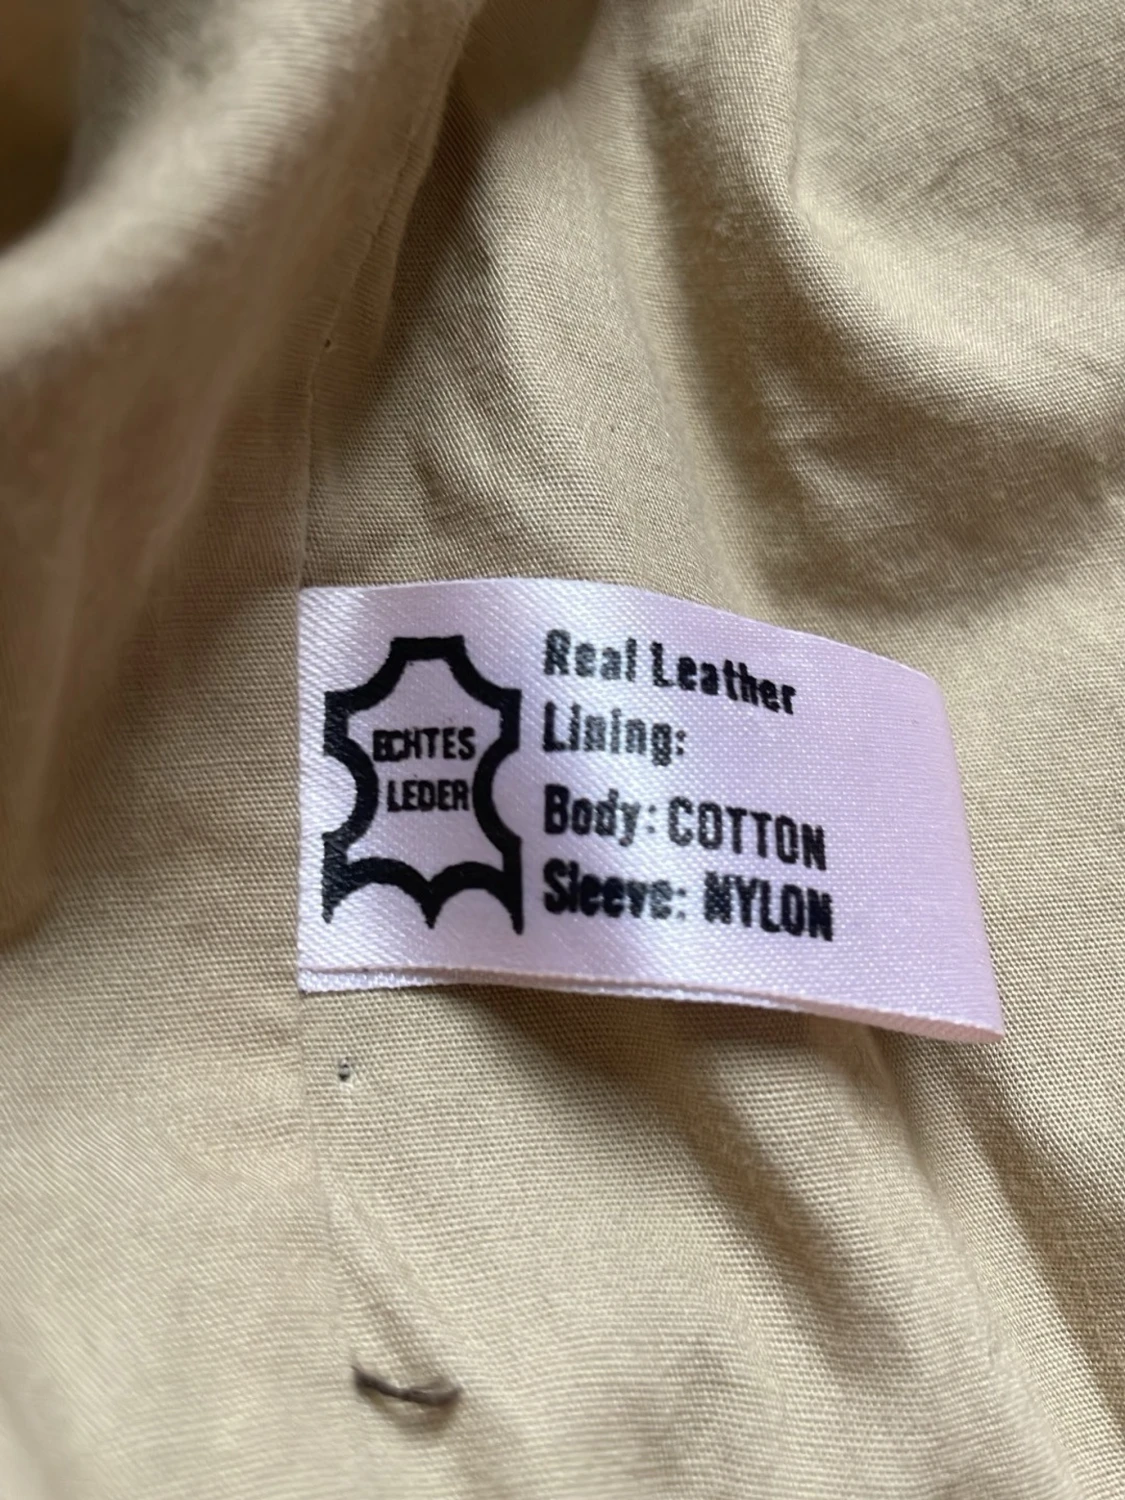 ECHTES
LEDER
Real Leather
Lining:
Body: COTTON
Sleeve: NYLON